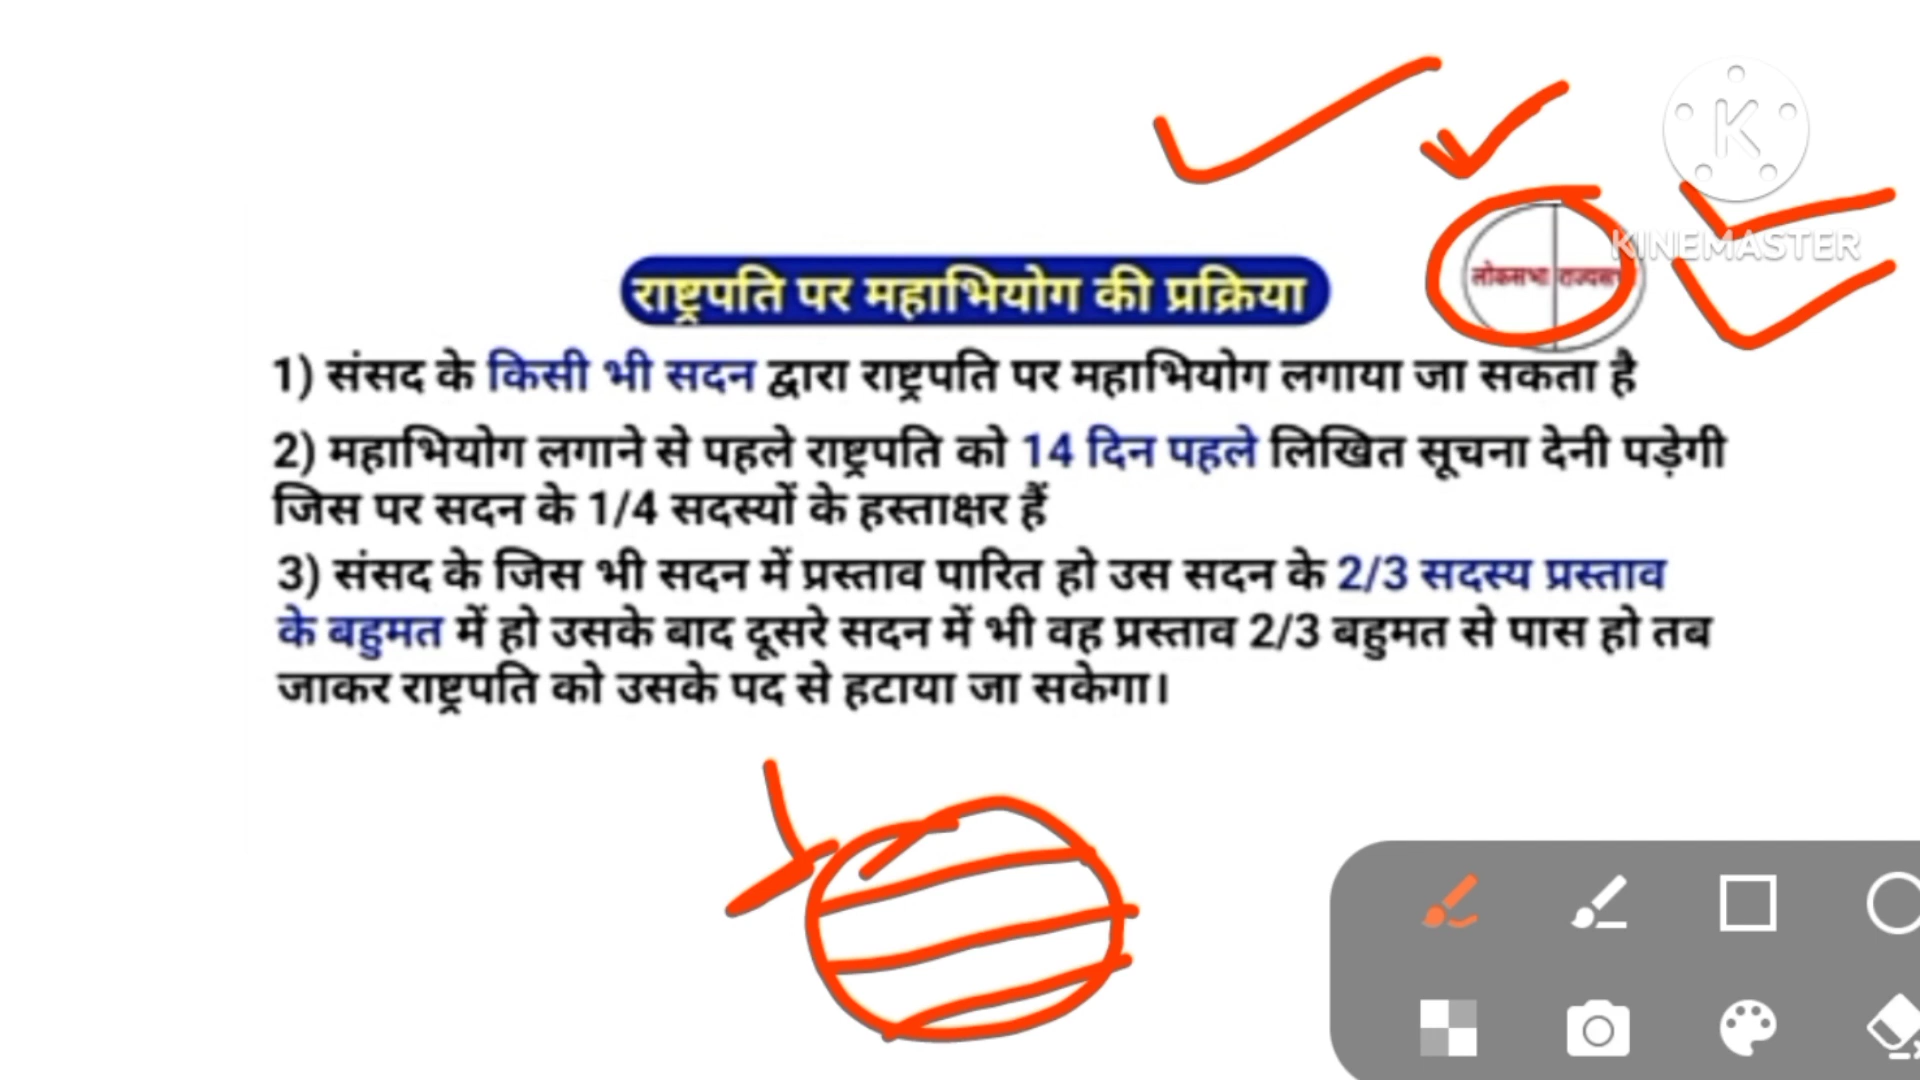 K
KINEMASTER
राष्ट्रपति पर महाभियोग की प्रक्रिया
लोकसभा
1) संसद के किसी भी सदन द्वारा राष्ट्रपति पर महाभियोग लगाया जा सकता है
2) महाभियोग लगाने से पहले राष्ट्रपति को 14 दिन पहले लिखित सूचना देनी पड़ेगी
जिस पर सदन के 1/4 सदस्यों के हस्ताक्षर हैं
3) संसद के जिस भी सदन में प्रस्ताव पारित हो उस सदन के 2/3 सदस्य प्रस्ताव
के बहुमत में हो उसके बाद दूसरे सदन में भी वह प्रस्ताव 2/3 बहुमत से पास हो तब
जाकर राष्ट्रपति को उसके पद से हटाया जा सकेगा।